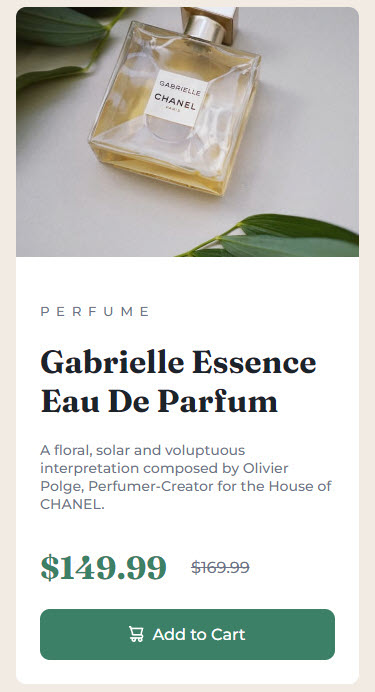 GABRIELLE
CHANEL
PARIS
PERFUME
Gabrielle Essence
Eau De Parfum
A floral, solar and voluptuous
interpretation composed by Olivier
Polge, Perfumer-Creator for the House of
CHANEL.
$149.99 $169.99
Add to Cart